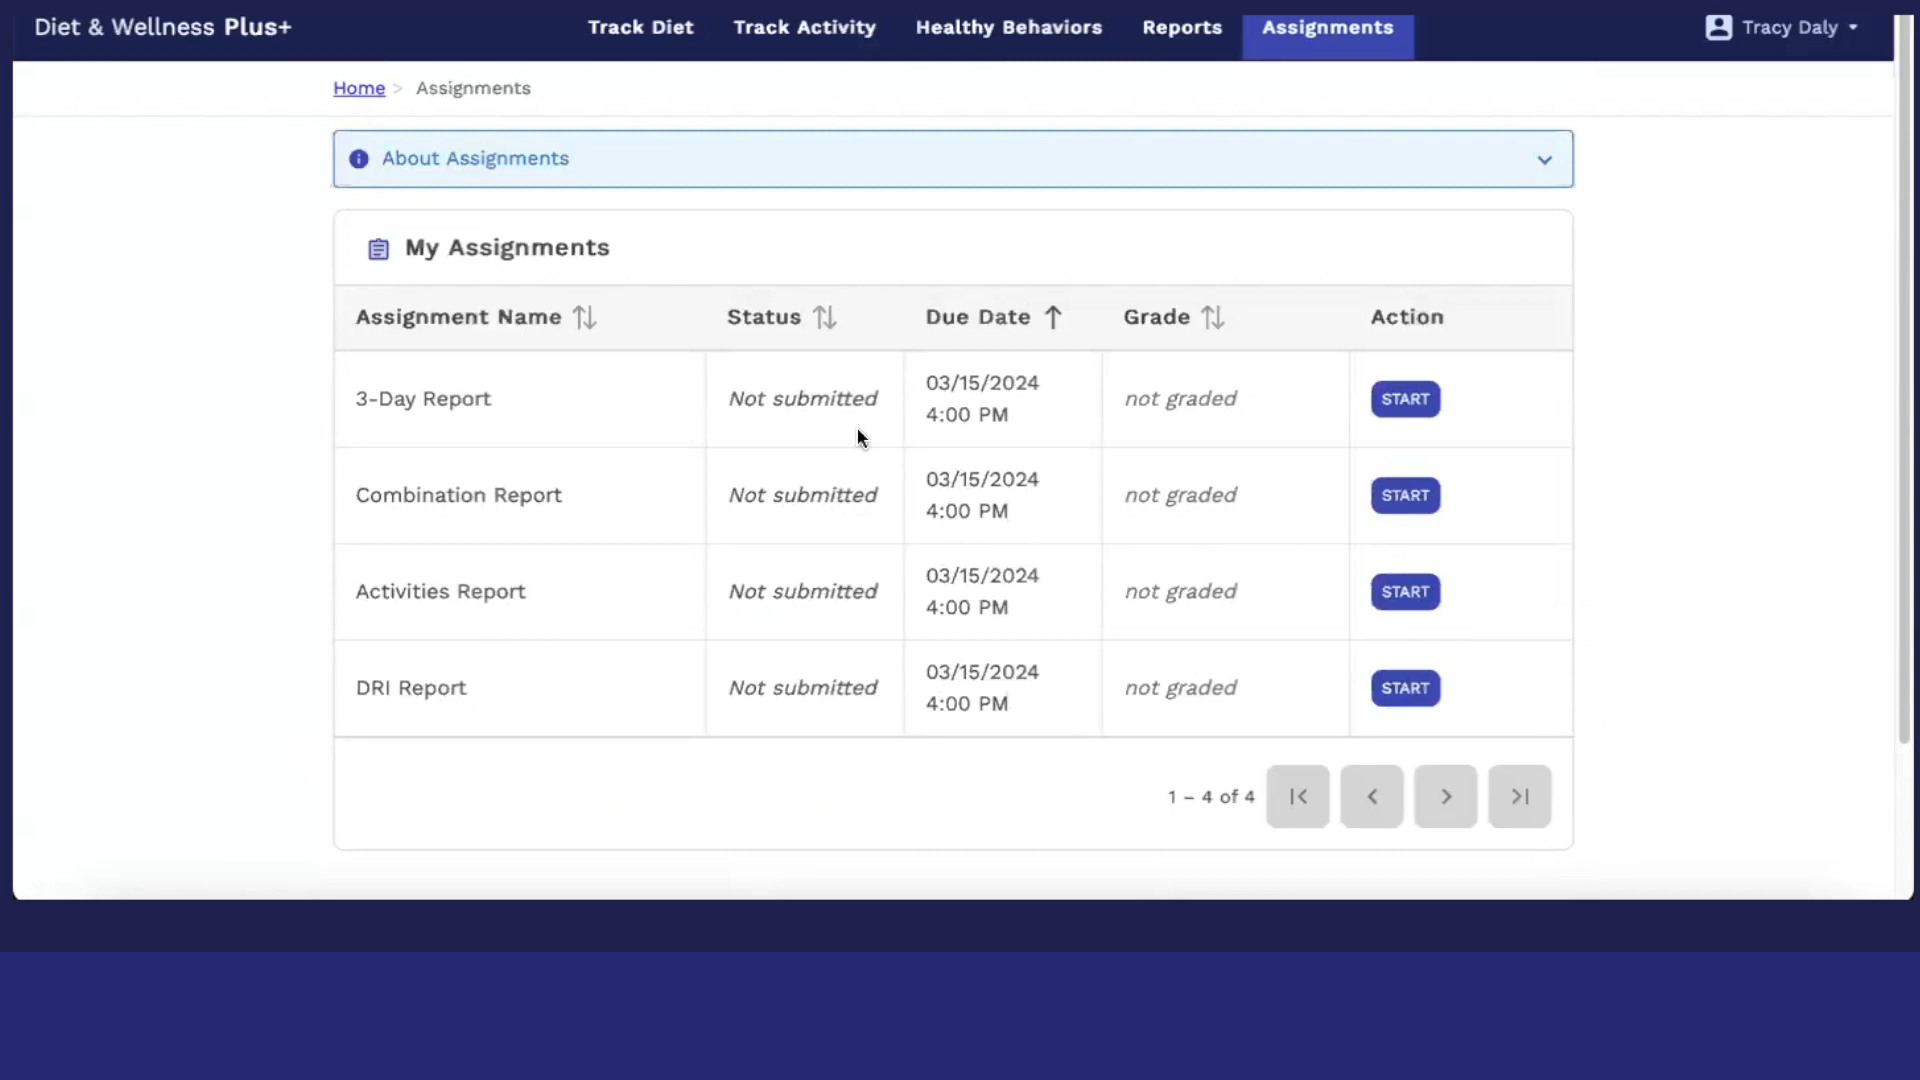 Diet & Wellness Plus+ Track Diet Track Activity Healthy Behaviors Reports Assignments Tracy Daly
Home > Assignments
About Assignments
My Assignments
Assignment Name Status Due Date Grade Action
3-Day Report Not submitted 03/15/2024 4:00 PM not graded START
Combination Report Not submitted 03/15/2024 4:00 PM not graded START
Activities Report Not submitted 03/15/2024 4:00 PM not graded START
DRI Report Not submitted 03/15/2024 4:00 PM not graded START
1 – 4 of 4